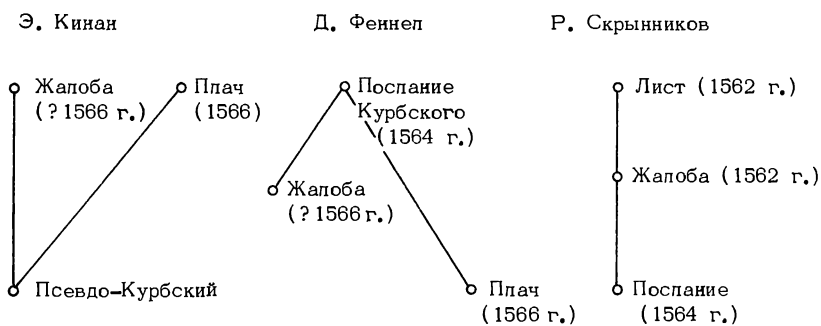 Э. Кинан
Жалоба
(?1566 г.)
Плач
(1566)
Псевдо-Курбский
Д. Феннел
Послание
Курбского
(1564 г.)
Жалоба
(?1566 г.)
Плач
(1566 г.)
Р. Скрынников
Лист (1562 г.)
Жалоба (1562 г.)
Послание
(1564 г.)